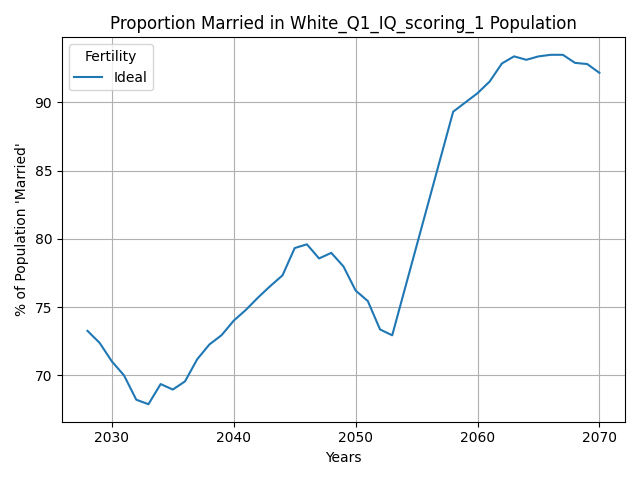 Proportion Married in White_Q1_IQ_scoring_1 Population
Fertility
Ideal
% of Population 'Married'
90
85
80
75
70
2030 2040 2050 2060 2070
Years